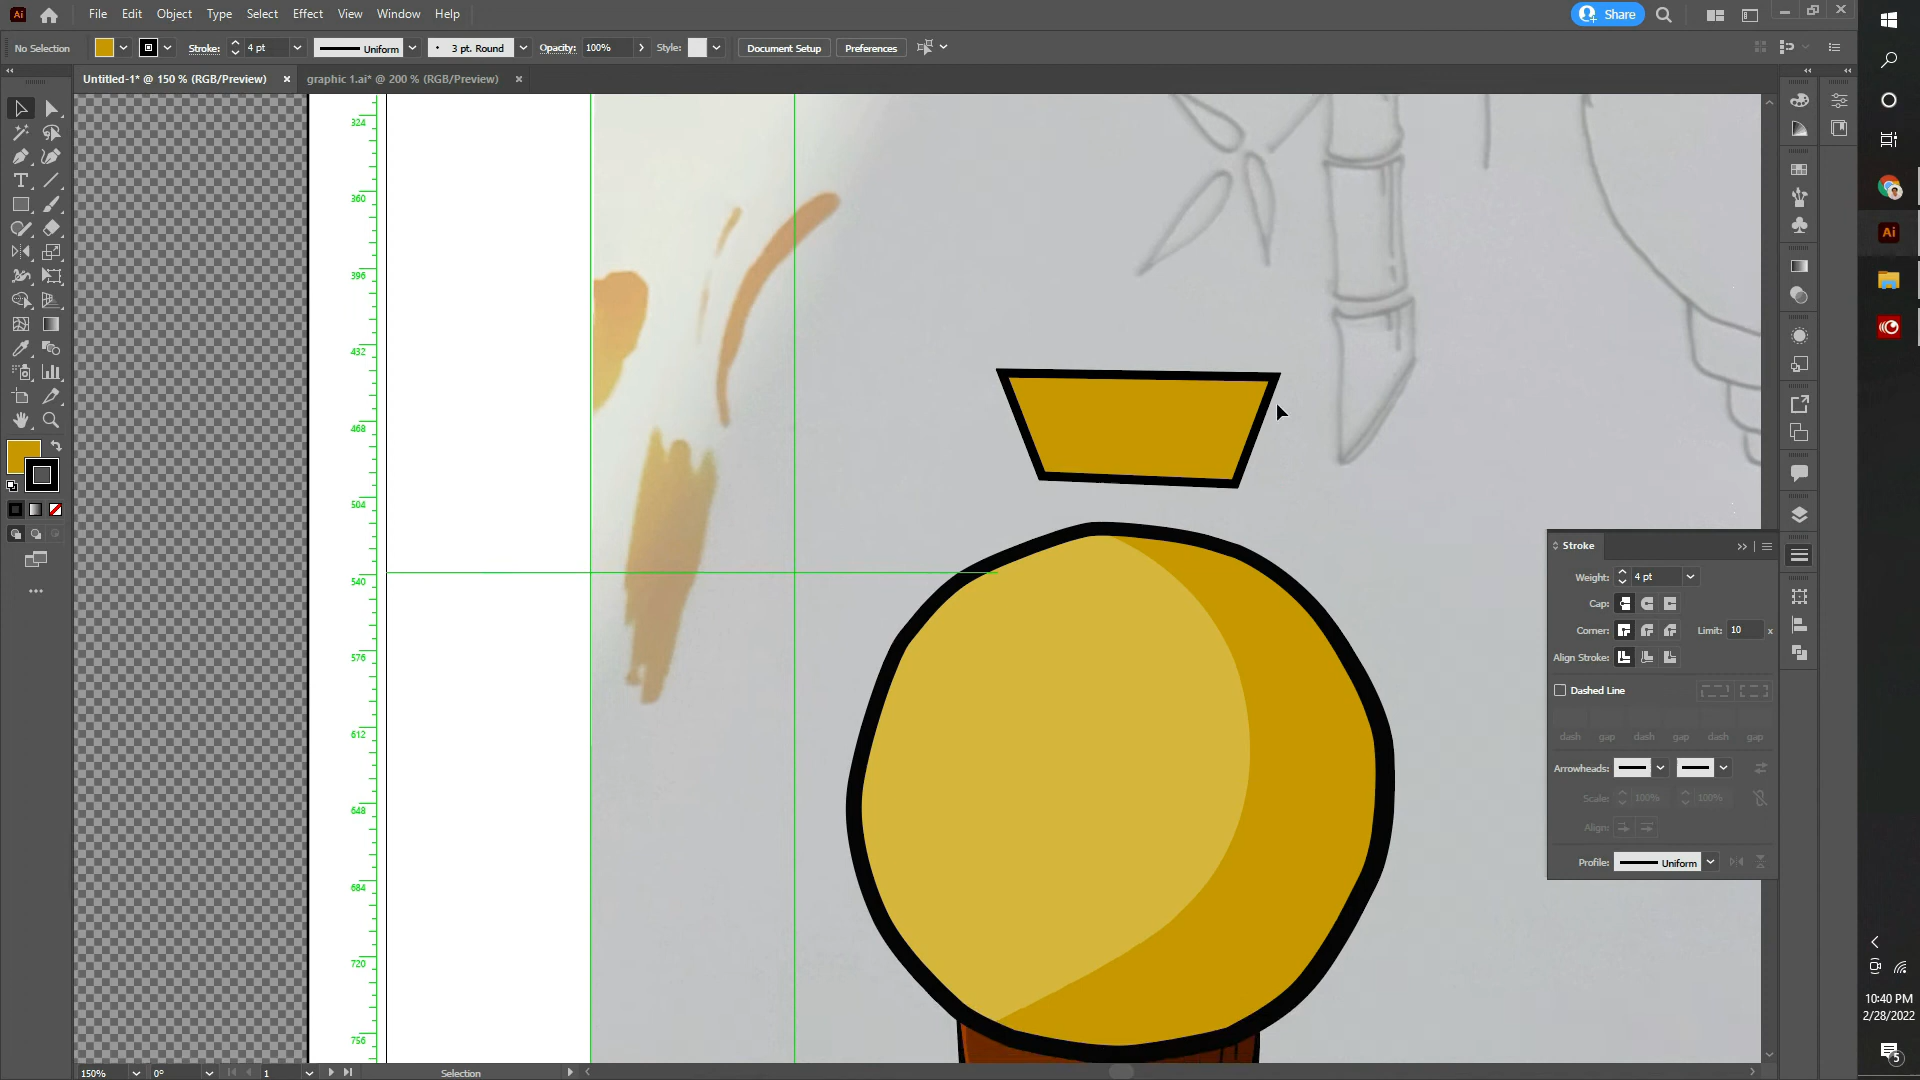 Ai File Edit Object Type Select Effect View Window Help Share
No Selection Stroke: 4 pt Uniform 3 pt. Round Opacity: 100% Style: Document Setup Preferences
Untitled-1* @ 150 % (RGB/Preview) × graphic 1.ai* @ 200 % (RGB/Preview) ×
324
360
396
432
468
504
540
576
612
648
684
720
756
T
Stroke
Weight: 4 pt
Cap:
Corner: Limit: 10 x
Align Stroke:
Dashed Line
dash gap dash gap dash gap
Arrowheads:
Scale: 100% 100%
Align:
Profile: Uniform
Ai
10:40 PM
2/28/2022
5
150% 0° 1 Selection